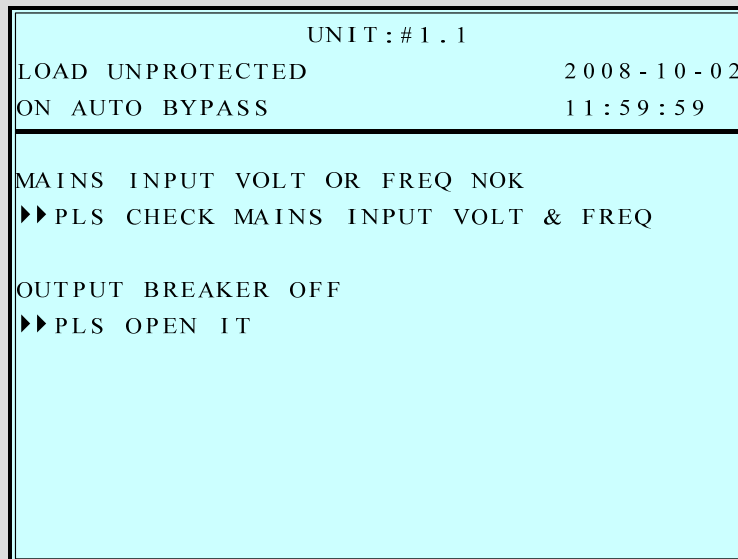 UNIT:#1.1
LOAD UNPROTECTED 2008-10-02
ON AUTO BYPASS 11:59:59
MAINS INPUT VOLT OR FREQ NOK
▶▶PLS CHECK MAINS INPUT VOLT & FREQ
OUTPUT BREAKER OFF
▶▶PLS OPEN IT